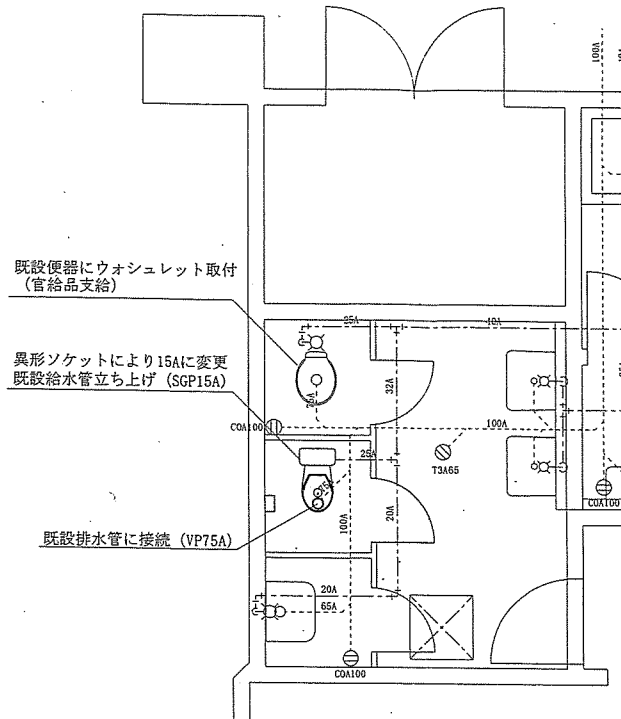 100A
既設便器にウォシュレット取付
（官給品支給）
25A
40A
異形ソケットにより15Aに変更
既設給水管立ち上げ（SGP15A）
32A
75A
COA100
100A
25A
T3A65
75A
COA100
20A
100A
既設排水管に接続（VP75A）
20A
65A
COA100